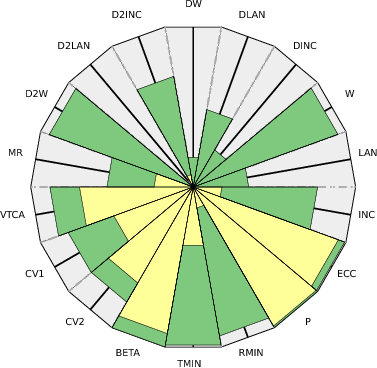 DW
D2INC
DLAN
D2LAN
DINC
D2W
W
MR
LAN
VTCA
INC
CV1
ECC
CV2
P
BETA
RMIN
TMIN